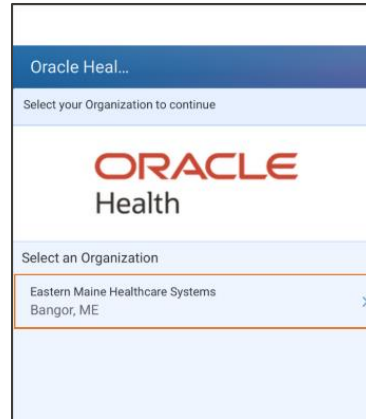 Oracle Heal...
Select your Organization to continue
ORACLE
Health
Select an Organization
Eastern Maine Healthcare Systems
Bangor, ME